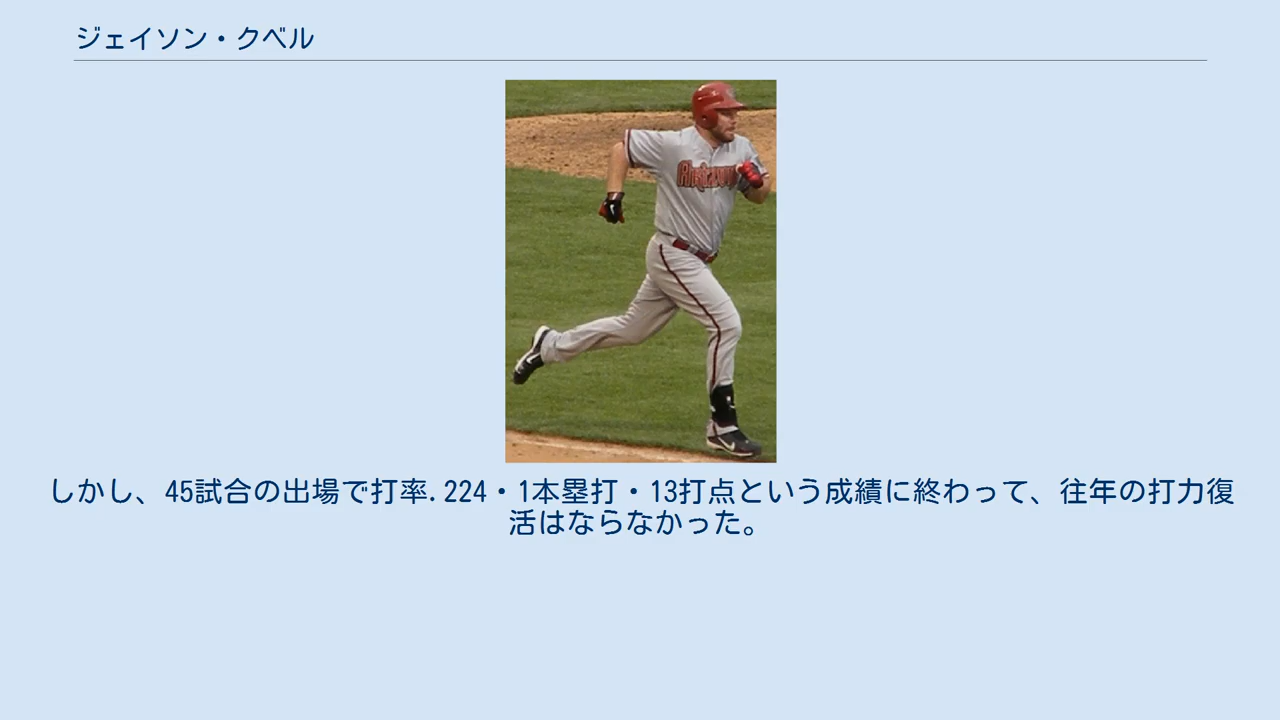 ジェイソン・クベル
しかし、45試合の出場で打率.224・1本塁打・13打点という成績に終わって、往年の打力復
活はならなかった。